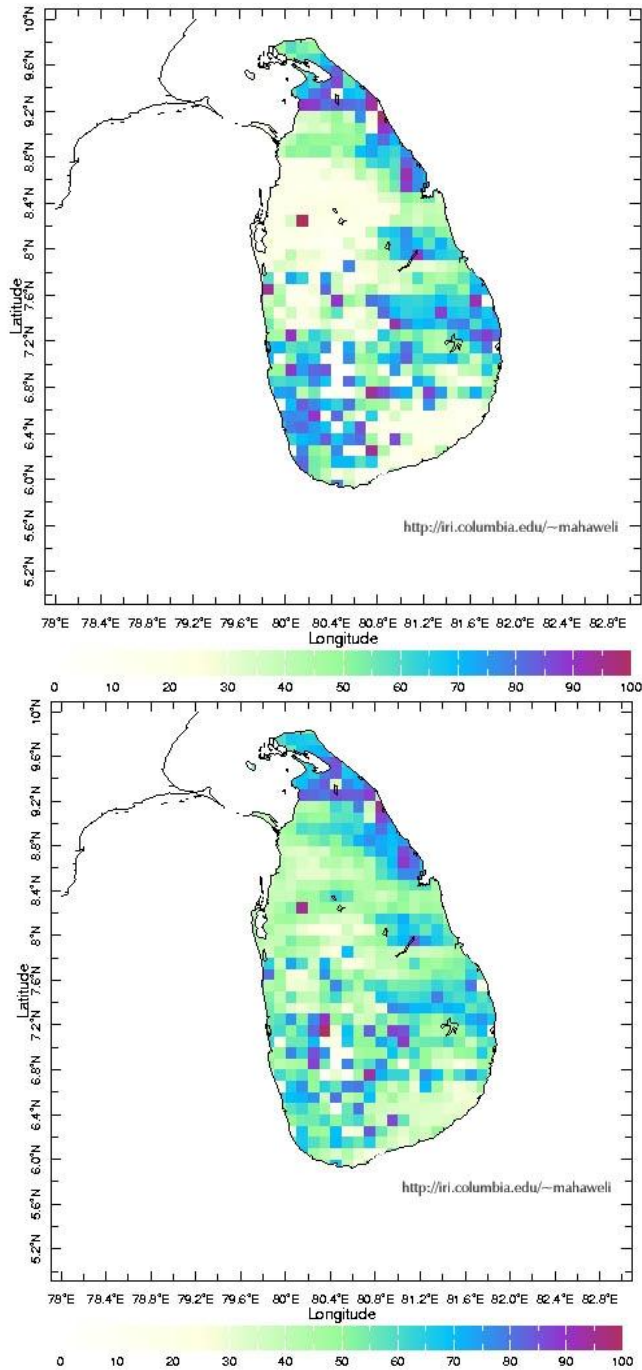 10°N
9.6°N
9.2°N
8.8°N
8.4°N
8°N
7.6°N
Latitude
7.2°N
6.8°N
6.4°N
6.0°N
5.6°N
5.2°N
http://iri.columbia.edu/~mahaweli
78°E 78.4°E 78.8°E 79.2°E 79.6°E 80°E 80.4°E 80.8°E 81.2°E 81.6°E 82.0°E 82.4°E 82.8°E
Longitude
0 10 20 30 40 50 60 70 80 90 100
10°N
9.6°N
9.2°N
8.8°N
8.4°N
8°N
7.6°N
Latitude
7.2°N
6.8°N
6.4°N
6.0°N
5.6°N
5.2°N
http://iri.columbia.edu/~mahaweli
78°E 78.4°E 78.8°E 79.2°E 79.6°E 80°E 80.4°E 80.8°E 81.2°E 81.6°E 82.0°E 82.4°E 82.8°E
Longitude
0 10 20 30 40 50 60 70 80 90 100